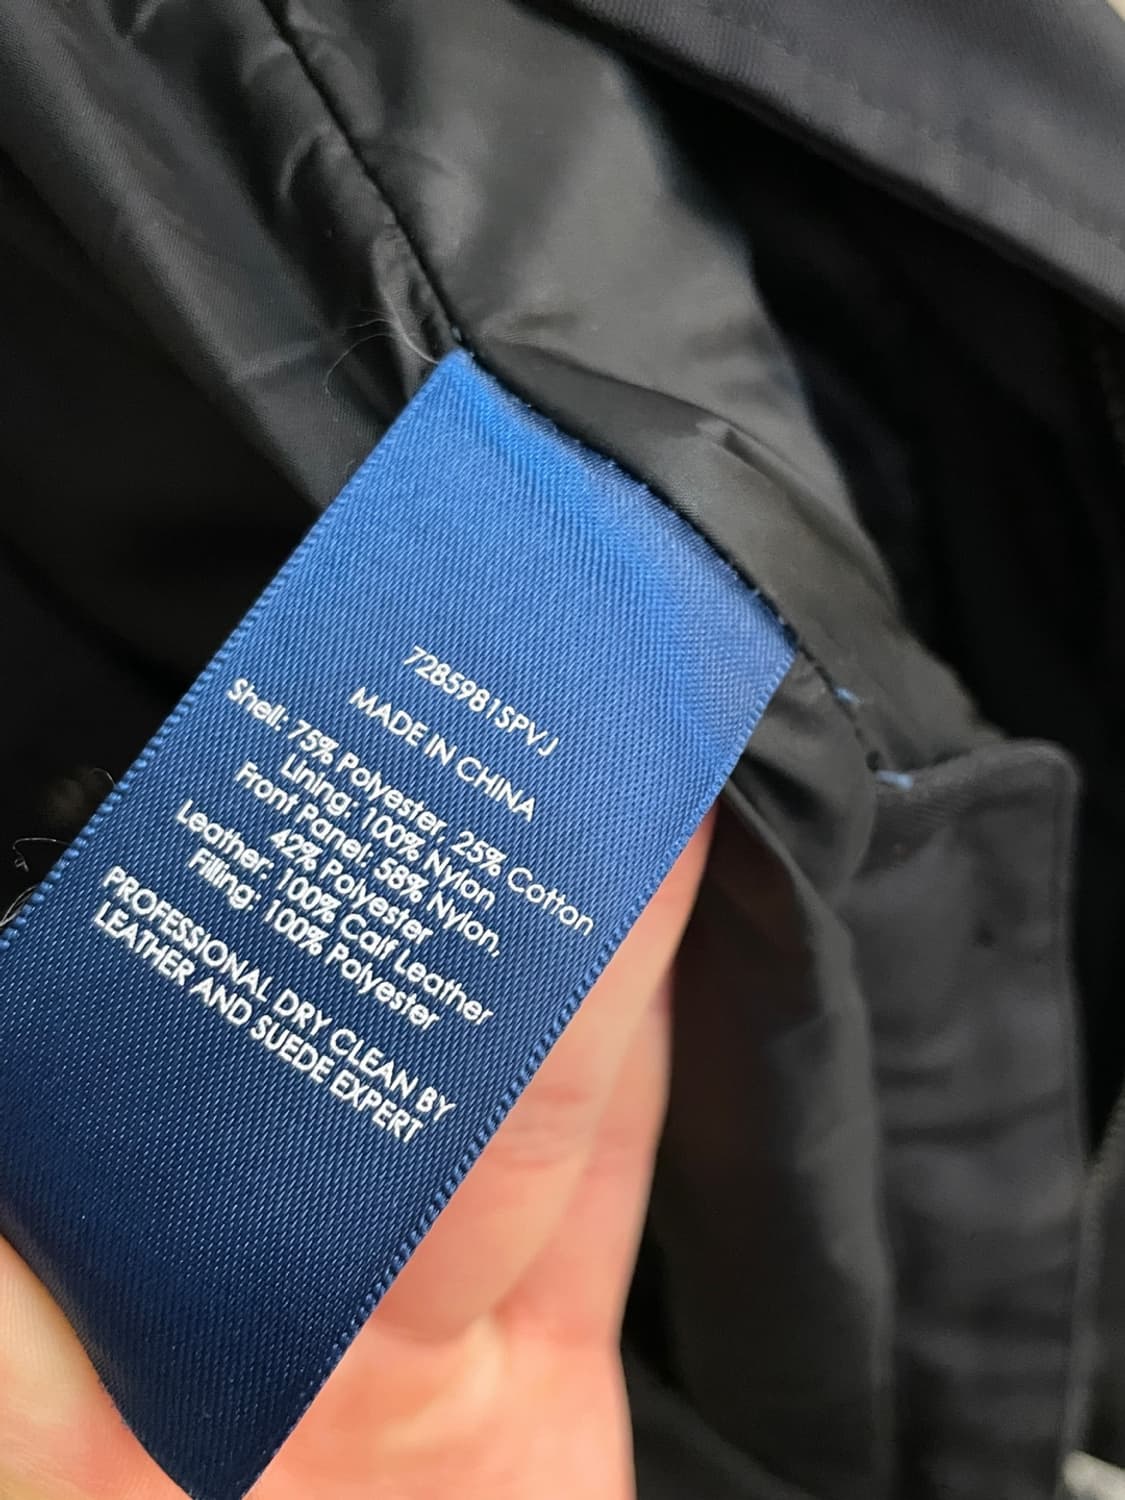 7285981SPVJ
MADE IN CHINA
Shell: 75% Polyester, 25% Cotton
Lining: 100% Nylon
Front Panel: 58% Nylon,
42% Polyester
Leather: 100% Calf Leather
Filling: 100% Polyester
PROFESSIONAL DRY CLEAN BY
LEATHER AND SUEDE EXPERT